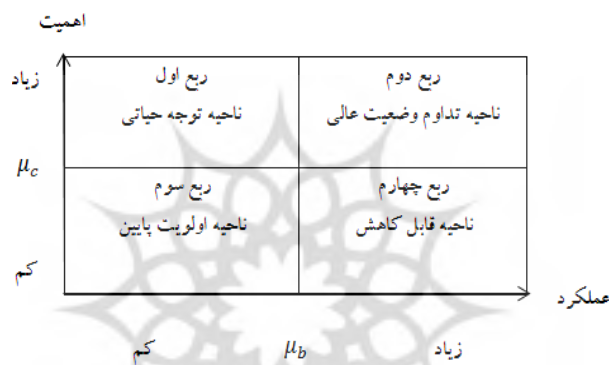 اهمیت
زیاد
ربع اول
ناحیه توجه حیاتی
ربع دوم
ناحیه تداوم وضعیت عالی
μc
ربع سوم
ناحیه اولویت پایین
ربع چهارم
ناحیه قابل کاهش
کم
عملکرد
کم
μb
زیاد